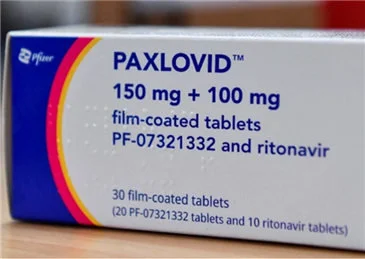 Pfizer
PAXLOVID™
150 mg + 100 mg
film-coated tablets
PF-07321332 and ritonavir
30 film-coated tablets
(20 PF-07321332 tablets and 10 ritonavir tablets)